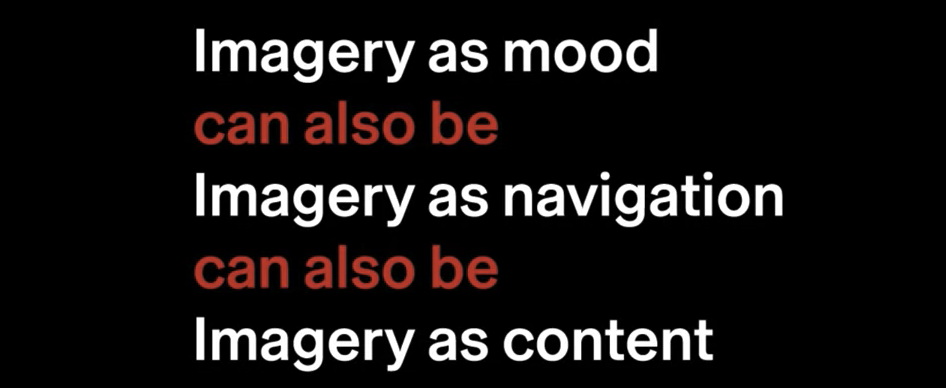 Imagery as mood
can also be
Imagery as navigation
can also be
Imagery as content